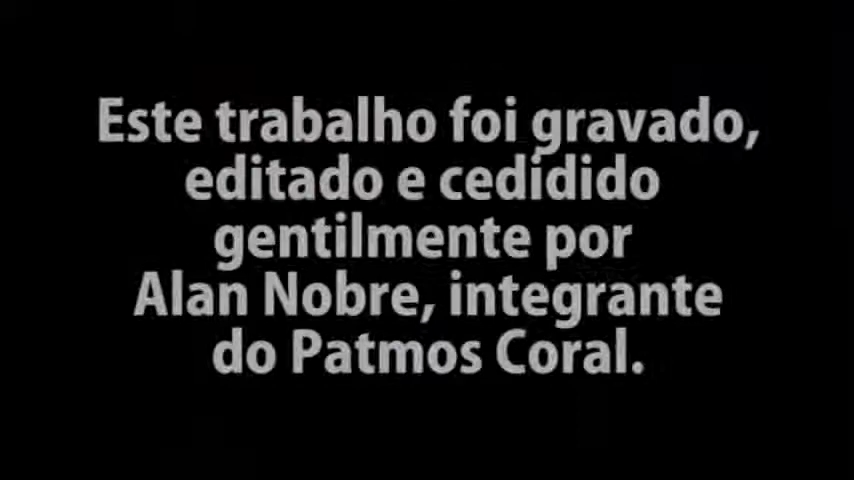 Este trabalho foi gravado,
editado e cedidido
gentilmente por
Alan Nobre, integrante
do Patmos Coral.